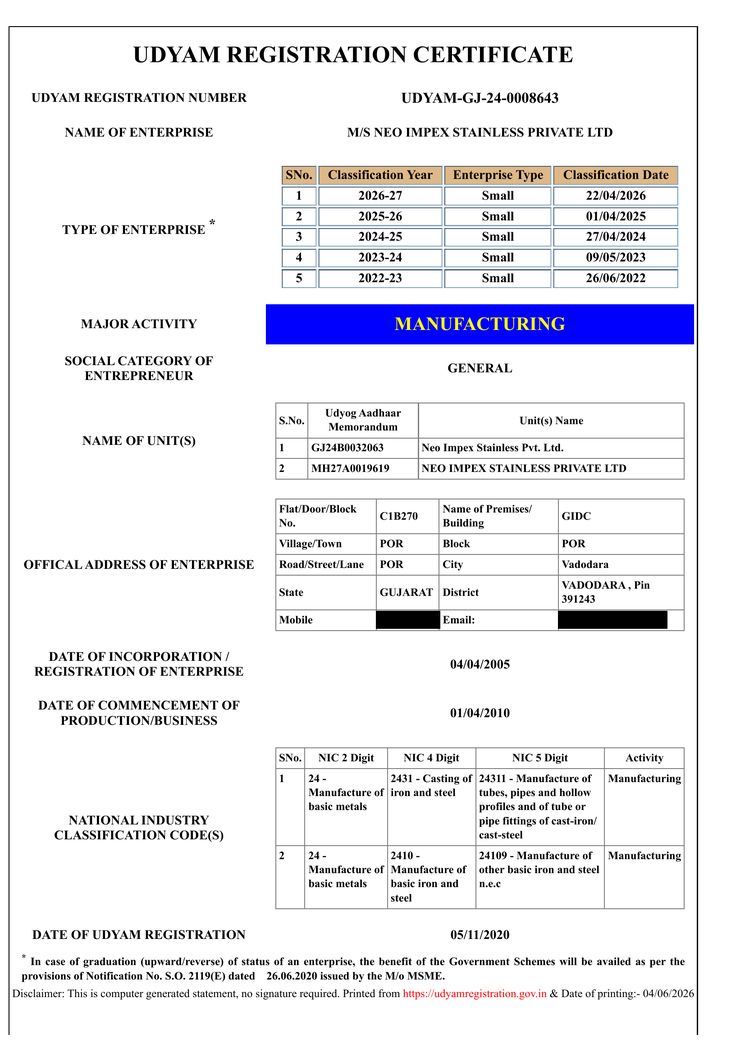 UDYAM REGISTRATION CERTIFICATE
UDYAM REGISTRATION NUMBER UDYAM-GJ-24-0008643
NAME OF ENTERPRISE M/S NEO IMPEX STAINLESS PRIVATE LTD
TYPE OF ENTERPRISE *
SNo. Classification Year Enterprise Type Classification Date
1 2026-27 Small 22/04/2026
2 2025-26 Small 01/04/2025
3 2024-25 Small 27/04/2024
4 2023-24 Small 09/05/2023
5 2022-23 Small 26/06/2022
MAJOR ACTIVITY MANUFACTURING
SOCIAL CATEGORY OF
ENTREPRENEUR
GENERAL
NAME OF UNIT(S)
S.No. Udyog Aadhaar
Memorandum
Unit(s) Name
1 GJ24B0032063 Neo Impex Stainless Pvt. Ltd.
2 MH27A0019619 NEO IMPEX STAINLESS PRIVATE LTD
OFFICAL ADDRESS OF ENTERPRISE
Flat/Door/Block
No.
C1B270
Name of Premises/
Building
GIDC
Village/Town POR Block POR
Road/Street/Lane POR City Vadodara
State GUJARAT District
VADODARA , Pin
391243
Mobile Email:
DATE OF INCORPORATION /
REGISTRATION OF ENTERPRISE
04/04/2005
DATE OF COMMENCEMENT OF
PRODUCTION/BUSINESS
01/04/2010
NATIONAL INDUSTRY
CLASSIFICATION CODE(S)
SNo. NIC 2 Digit NIC 4 Digit NIC 5 Digit Activity
1
24 -
Manufacture of
basic metals
2431 - Casting of
iron and steel
24311 - Manufacture of
tubes, pipes and hollow
profiles and of tube or
pipe fittings of cast-iron/
cast-steel
Manufacturing
2
24 -
Manufacture of
basic metals
2410 -
Manufacture of
basic iron and
steel
24109 - Manufacture of
other basic iron and steel
n.e.c
Manufacturing
DATE OF UDYAM REGISTRATION 05/11/2020
* In case of graduation (upward/reverse) of status of an enterprise, the benefit of the Government Schemes will be availed as per the
provisions of Notification No. S.O. 2119(E) dated 26.06.2020 issued by the M/o MSME.
Disclaimer: This is computer generated statement, no signature required. Printed from https://udyamregistration.gov.in & Date of printing:- 04/06/2026